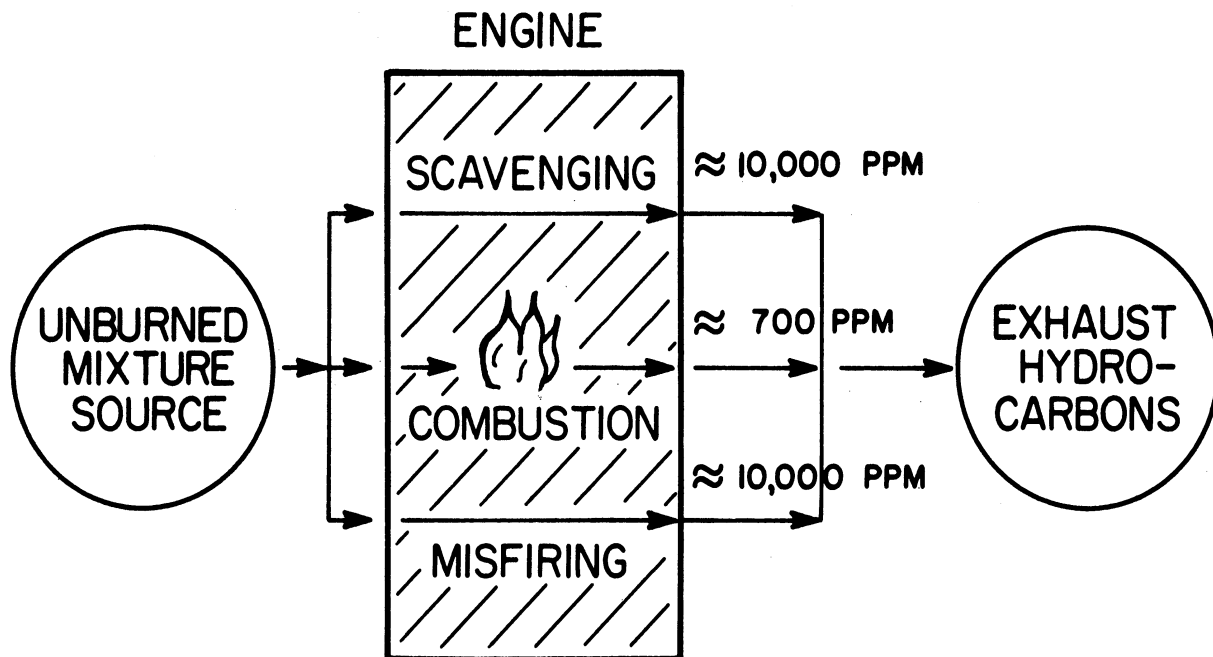 ENGINE
SCAVENGING
≈ 10,000 PPM
UNBURNED
MIXTURE
SOURCE
≈ 700 PPM
COMBUSTION
EXHAUST
HYDRO-
CARBONS
≈ 10,000 PPM
MISFIRING